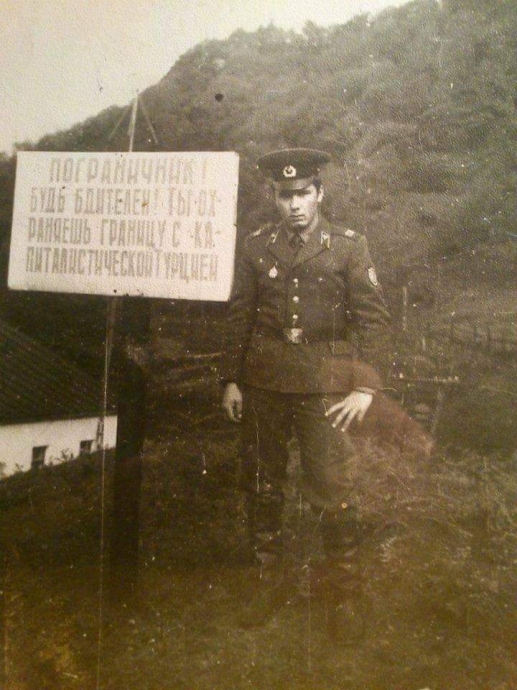 ПОГРАНИЧНИК!
БУДЬ БДИТЕЛЕН! ТЫ ОХ-
РАНЯЕШЬ ГРАНИЦУ С КА-
ПИТАЛИСТИЧЕСКОЙ ТУРЦИЕЙ